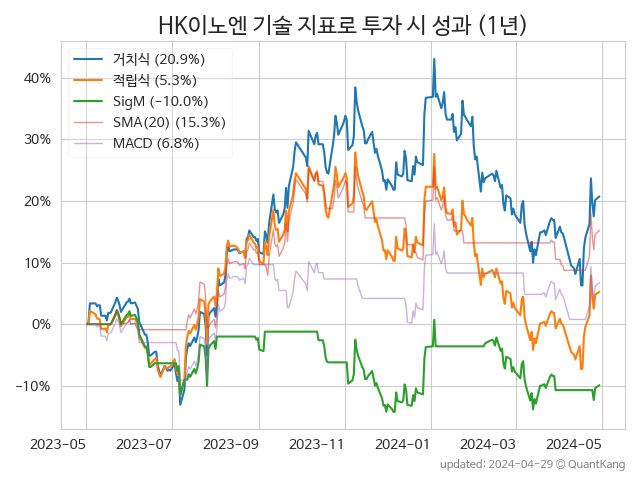 HK이노엔 기술 지표로 투자 시 성과 (1년)
거치식 (20.9%)
적립식 (5.3%)
SigM (−10.0%)
SMA(20) (15.3%)
MACD (6.8%)
40%
30%
20%
10%
0%
−10%
2023-05 2023-07 2023-09 2023-11 2024-01 2024-03 2024-05
updated: 2024-04-29 © QuantKang